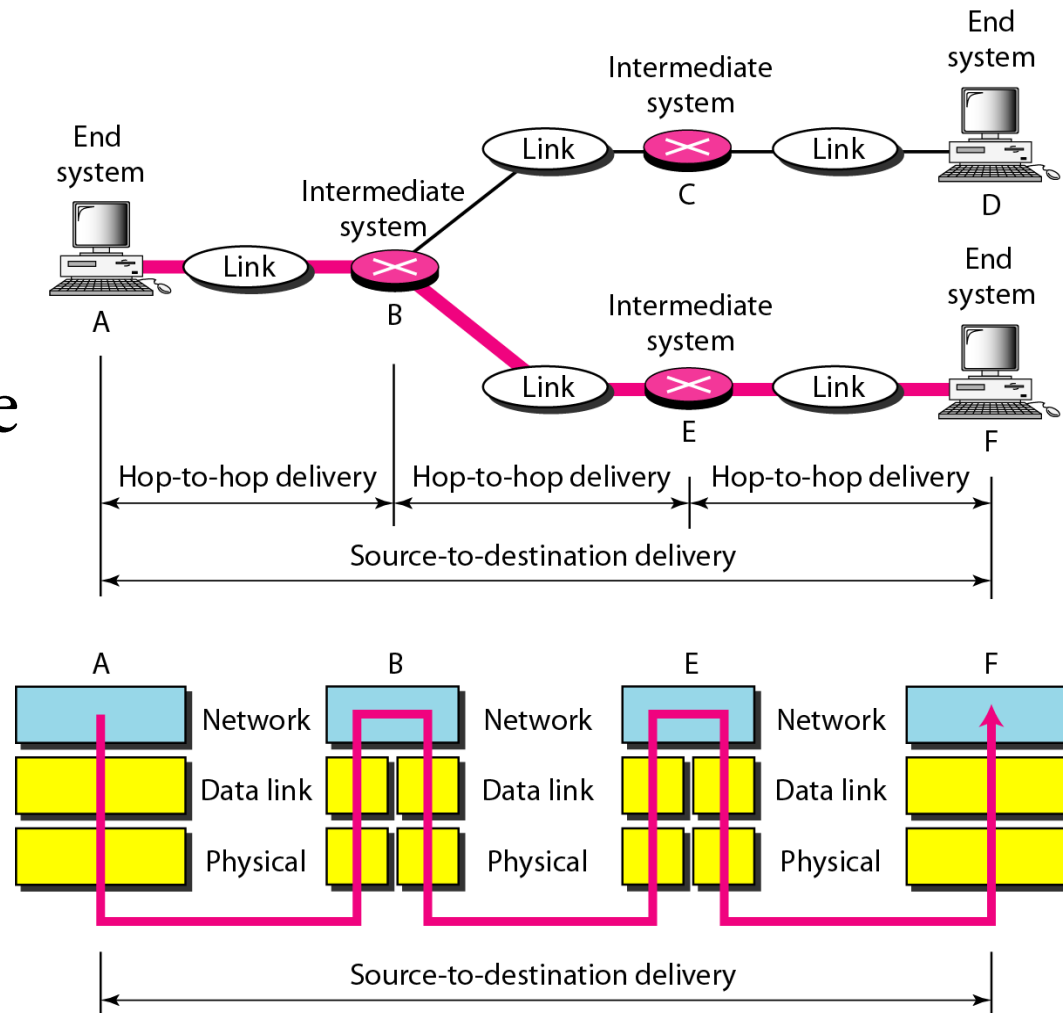 End
system
Intermediate
system
End
system
Link
Link
C
D
Intermediate
system
Link
A
B
End
system
Intermediate
system
Link
Link
E
F
e
Hop-to-hop delivery
Hop-to-hop delivery
Hop-to-hop delivery
Source-to-destination delivery
A
B
E
F
Network
Network
Network
Data link
Data link
Data link
Physical
Physical
Physical
Source-to-destination delivery